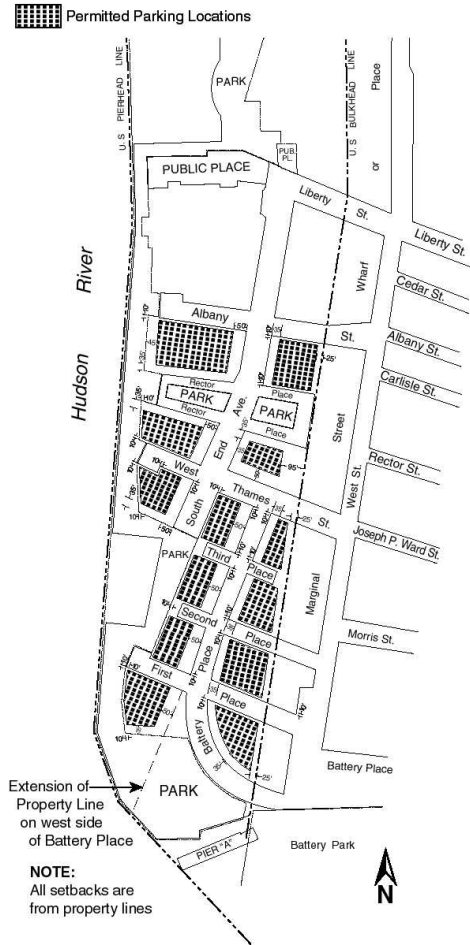 Permitted Parking Locations
U.S PIERHEAD LINE
PARK
U.S BULKHEAD LINE
Place
or
PUB.
PL.
PUBLIC PLACE
Liberty
St.
Liberty St.
Wharf
Cedar St.
Hudson River
Albany
St.
Albany St.
Carlisle St.
Rector
PARK
Rector
Place
PARK
Place
Ave.
End
South
Street
Rector St.
West St.
West
Thames
St.
Joseph P. Ward St.
PARK
Third
Place
Marginal
Second
Place
Morris St.
Place
First
Place
Battery
Battery Place
Extension of
Property Line
on west side
of Battery Place
PARK
PIER "A"
Battery Park
NOTE:
All setbacks are
from property lines
N